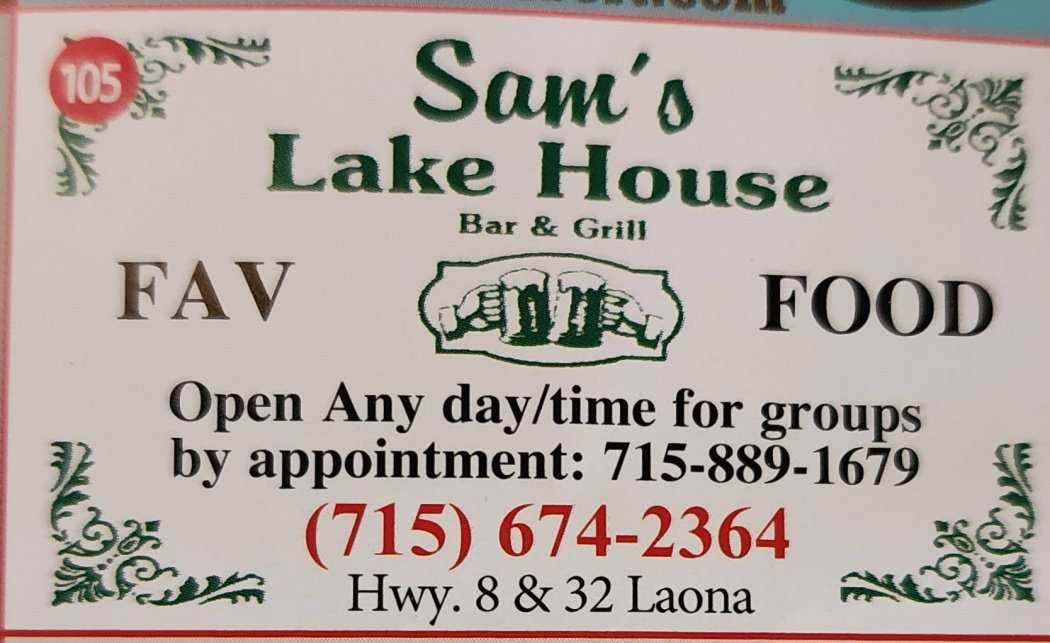 105
Sam's
Lake House
Bar & Grill
FAV FOOD
Open Any day/time for groups
by appointment: 715-889-1679
(715) 674-2364
Hwy. 8 & 32 Laona